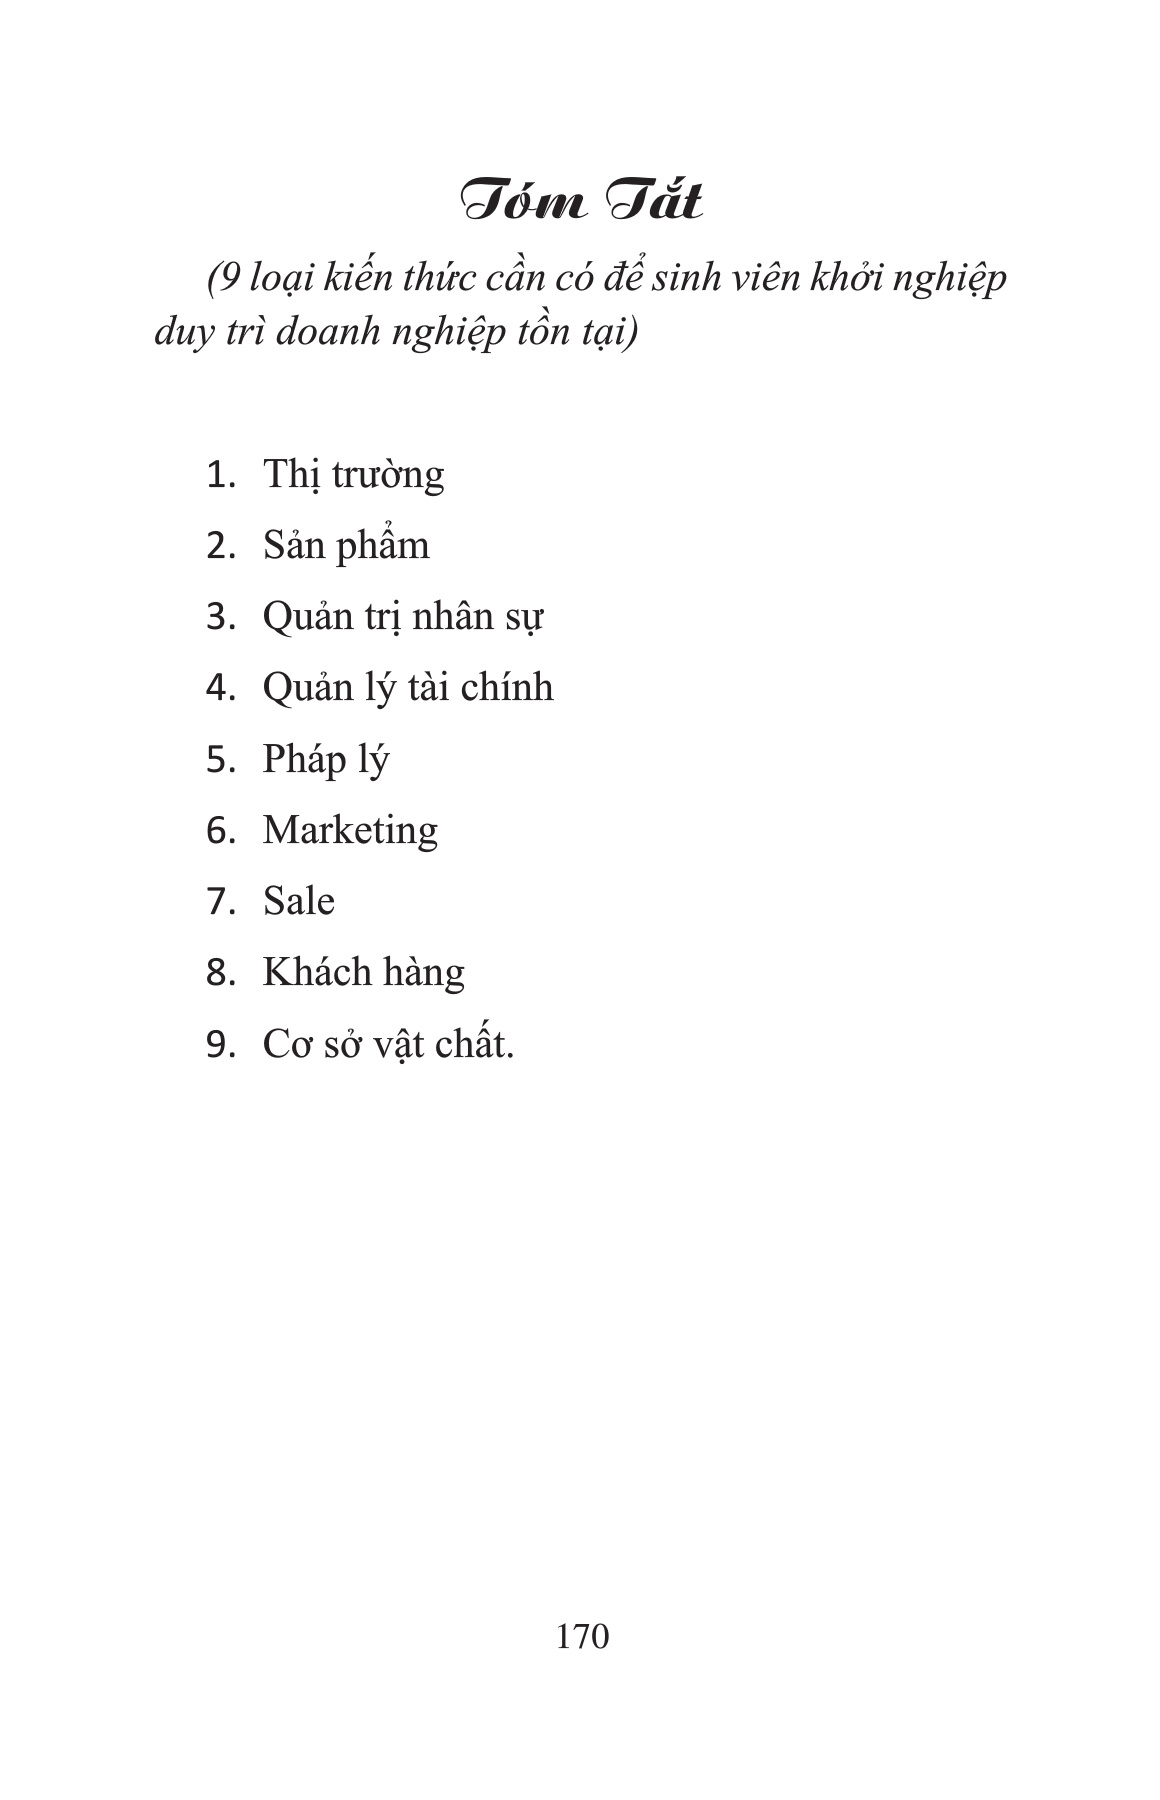 Tóm Tắt
(9 loại kiến thức cần có để sinh viên khởi nghiệp
duy trì doanh nghiệp tồn tại)
1. Thị trường
2. Sản phẩm
3. Quản trị nhân sự
4. Quản lý tài chính
5. Pháp lý
6. Marketing
7. Sale
8. Khách hàng
9. Cơ sở vật chất.
170